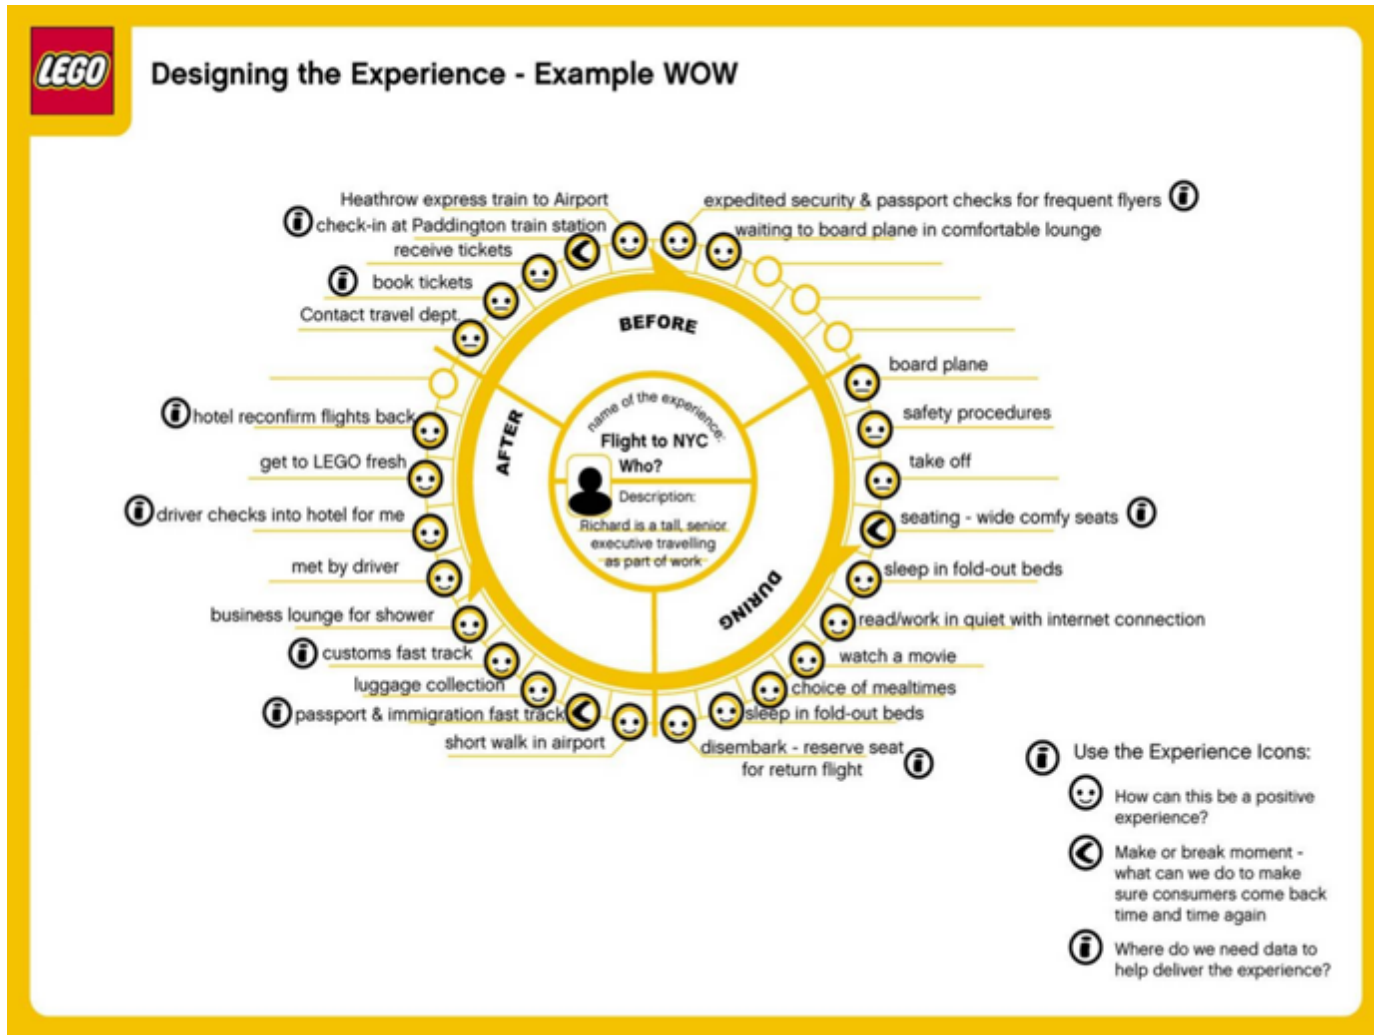 LEGO
Designing the Experience - Example WOW
Heathrow express train to Airport
check-in at Paddington train station
receive tickets
book tickets
Contact travel dept.
expedited security & passport checks for frequent flyers
waiting to board plane in comfortable lounge
BEFORE
board plane
safety procedures
take off
seating - wide comfy seats
sleep in fold-out beds
read/work in quiet with internet connection
watch a movie
choice of mealtimes
sleep in fold-out beds
disembark - reserve seat
for return flight
DURING
hotel reconfirm flights back
get to LEGO fresh
driver checks into hotel for me
met by driver
business lounge for shower
customs fast track
luggage collection
passport & immigration fast track
short walk in airport
AFTER
name of the experience:
Flight to NYC
Who?
Description:
Richard is a tall, senior
executive travelling
as part of work
Use the Experience Icons:
How can this be a positive
experience?
Make or break moment -
what can we do to make
sure consumers come back
time and time again
Where do we need data to
help deliver the experience?